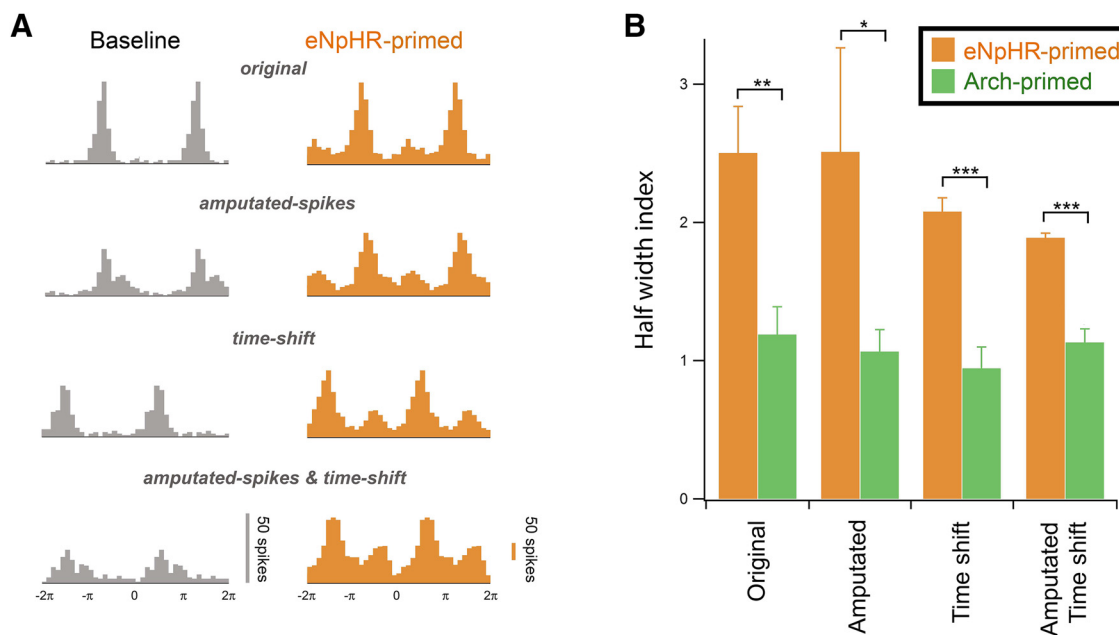 A
Baseline
eNpHR-primed
original
amputated-spikes
time-shift
amputated-spikes & time-shift
50 spikes
50 spikes
-2π -π 0 π 2π
-2π -π 0 π 2π
B
eNpHR-primed
Arch-primed
* 
**
***
***
Half width index
3
2
1
0
Original
Amputated
Time shift
Amputated
Time shift